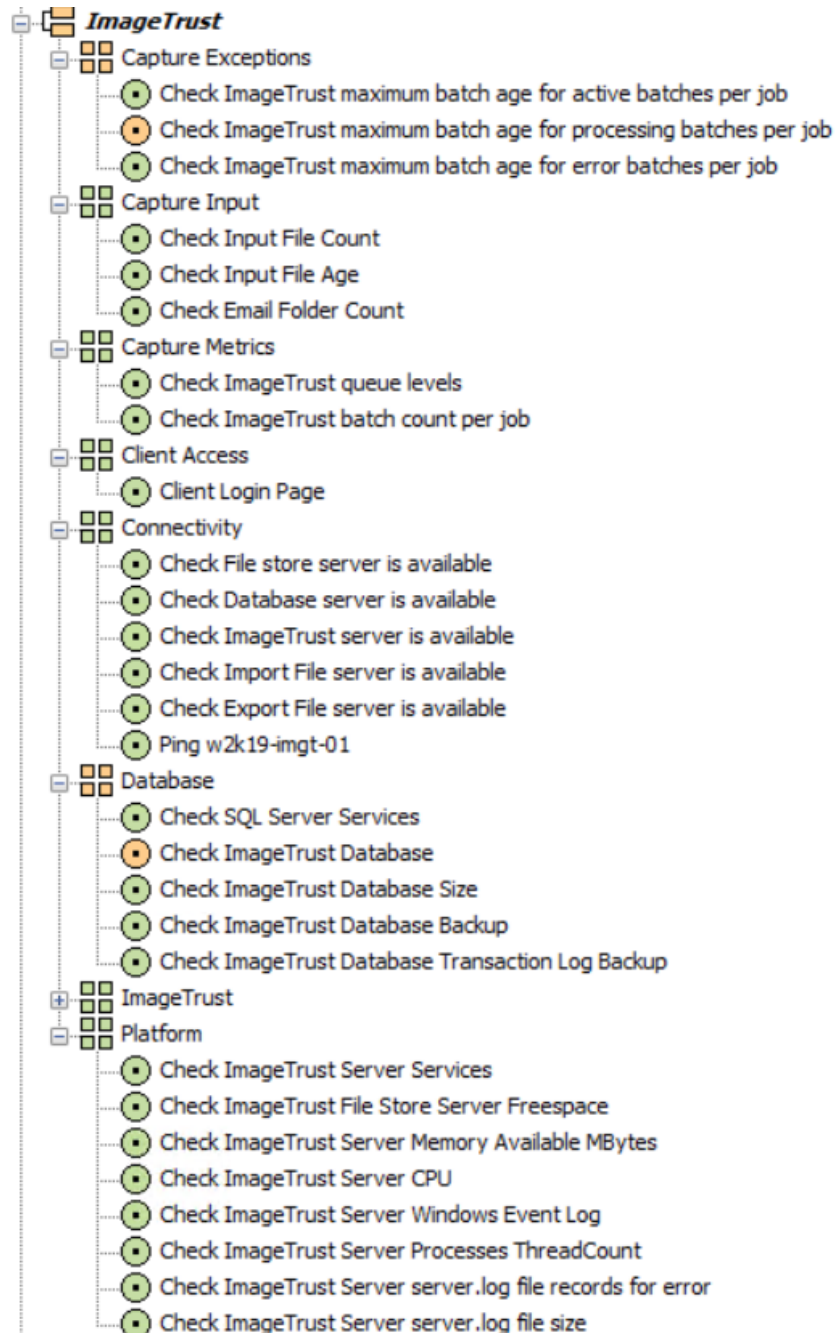 ImageTrust
Capture Exceptions
Check ImageTrust maximum batch age for active batches per job
Check ImageTrust maximum batch age for processing batches per job
Check ImageTrust maximum batch age for error batches per job
Capture Input
Check Input File Count
Check Input File Age
Check Email Folder Count
Capture Metrics
Check ImageTrust queue levels
Check ImageTrust batch count per job
Client Access
Client Login Page
Connectivity
Check File store server is available
Check Database server is available
Check ImageTrust server is available
Check Import File server is available
Check Export File server is available
Ping w2k19-imgt-01
Database
Check SQL Server Services
Check ImageTrust Database
Check ImageTrust Database Size
Check ImageTrust Database Backup
Check ImageTrust Database Transaction Log Backup
ImageTrust
Platform
Check ImageTrust Server Services
Check ImageTrust File Store Server Freespace
Check ImageTrust Server Memory Available MBytes
Check ImageTrust Server CPU
Check ImageTrust Server Windows Event Log
Check ImageTrust Server Processes ThreadCount
Check ImageTrust Server server.log file records for error
Check ImageTrust Server server.log file size